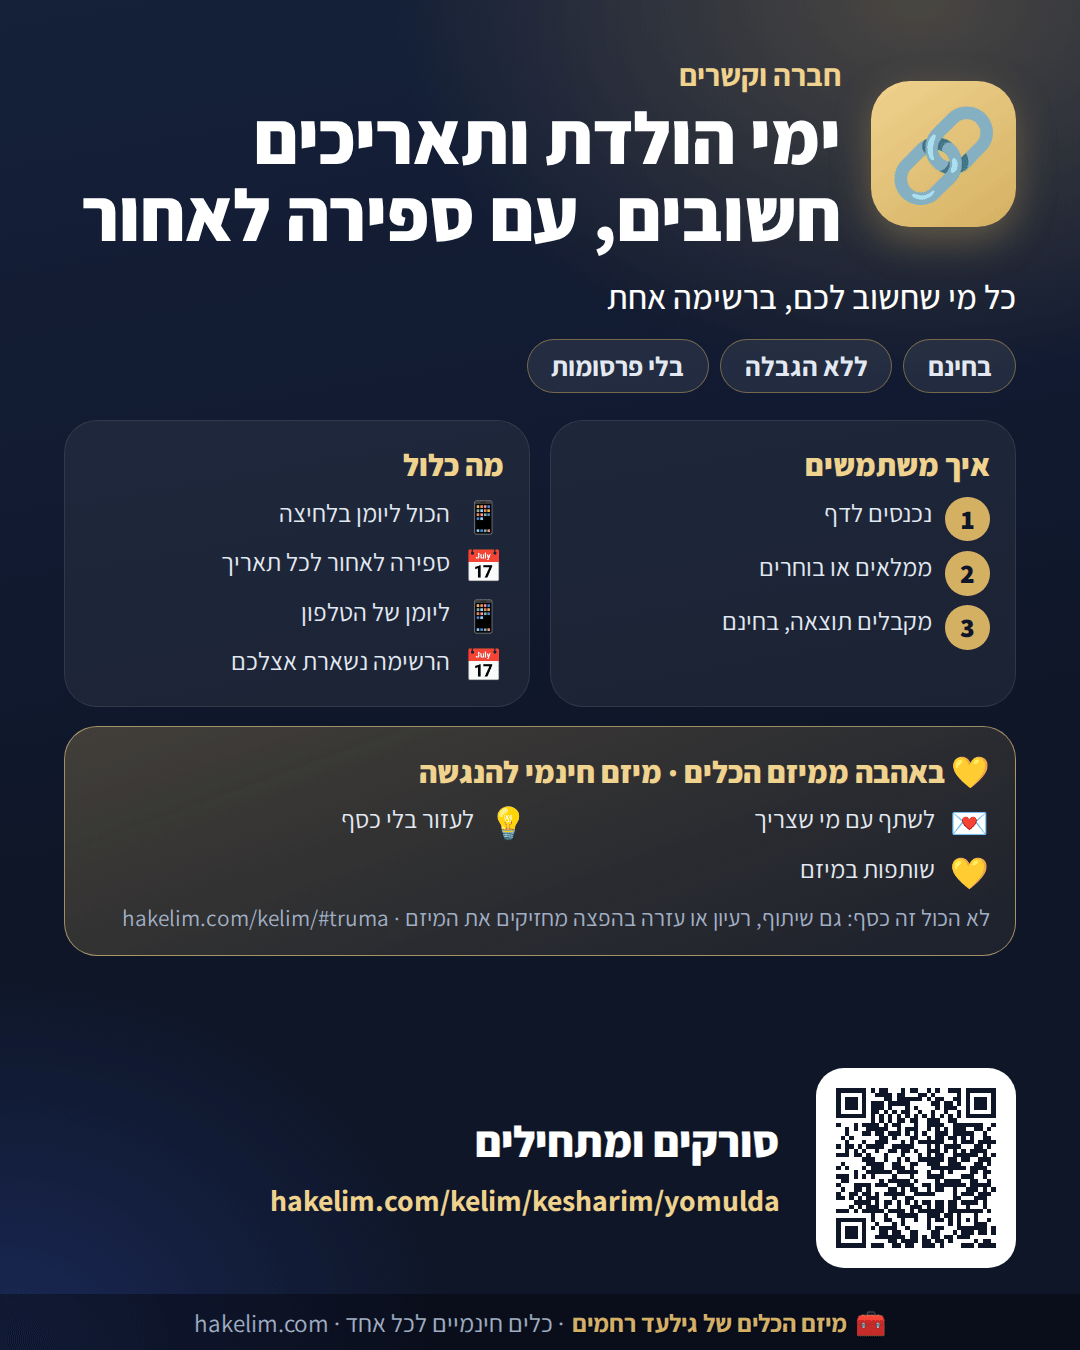 חברה וקשרים
ימי הולדת ותאריכים
חשובים, עם ספירה לאחור
כל מי שחשוב לכם, ברשימה אחת
בחינם
ללא הגבלה
בלי פרסומות
איך משתמשים
1 נכנסים לדף
2 ממלאים או בוחרים
3 מקבלים תוצאה, בחינם
מה כלול
הכול ליומן בלחיצה
July 17 ספירה לאחור לכל תאריך
ליומן של הטלפון
July 17 הרשימה נשארת אצלכם
💛 באהבה ממיזם הכלים · מיזם חינמי להנגשה
לשתף עם מי שצריך
לעזור בלי כסף
שותפות במיזם
לא הכול זה כסף: גם שיתוף, רעיון או עזרה בהפצה מחזיקים את המיזם · hakelim.com/kelim/#truma
סורקים ומתחילים
hakelim.com/kelim/kesharim/yomulda
🧰 מיזם הכלים של גילעד רחמים · כלים חינמיים לכל אחד · hakelim.com